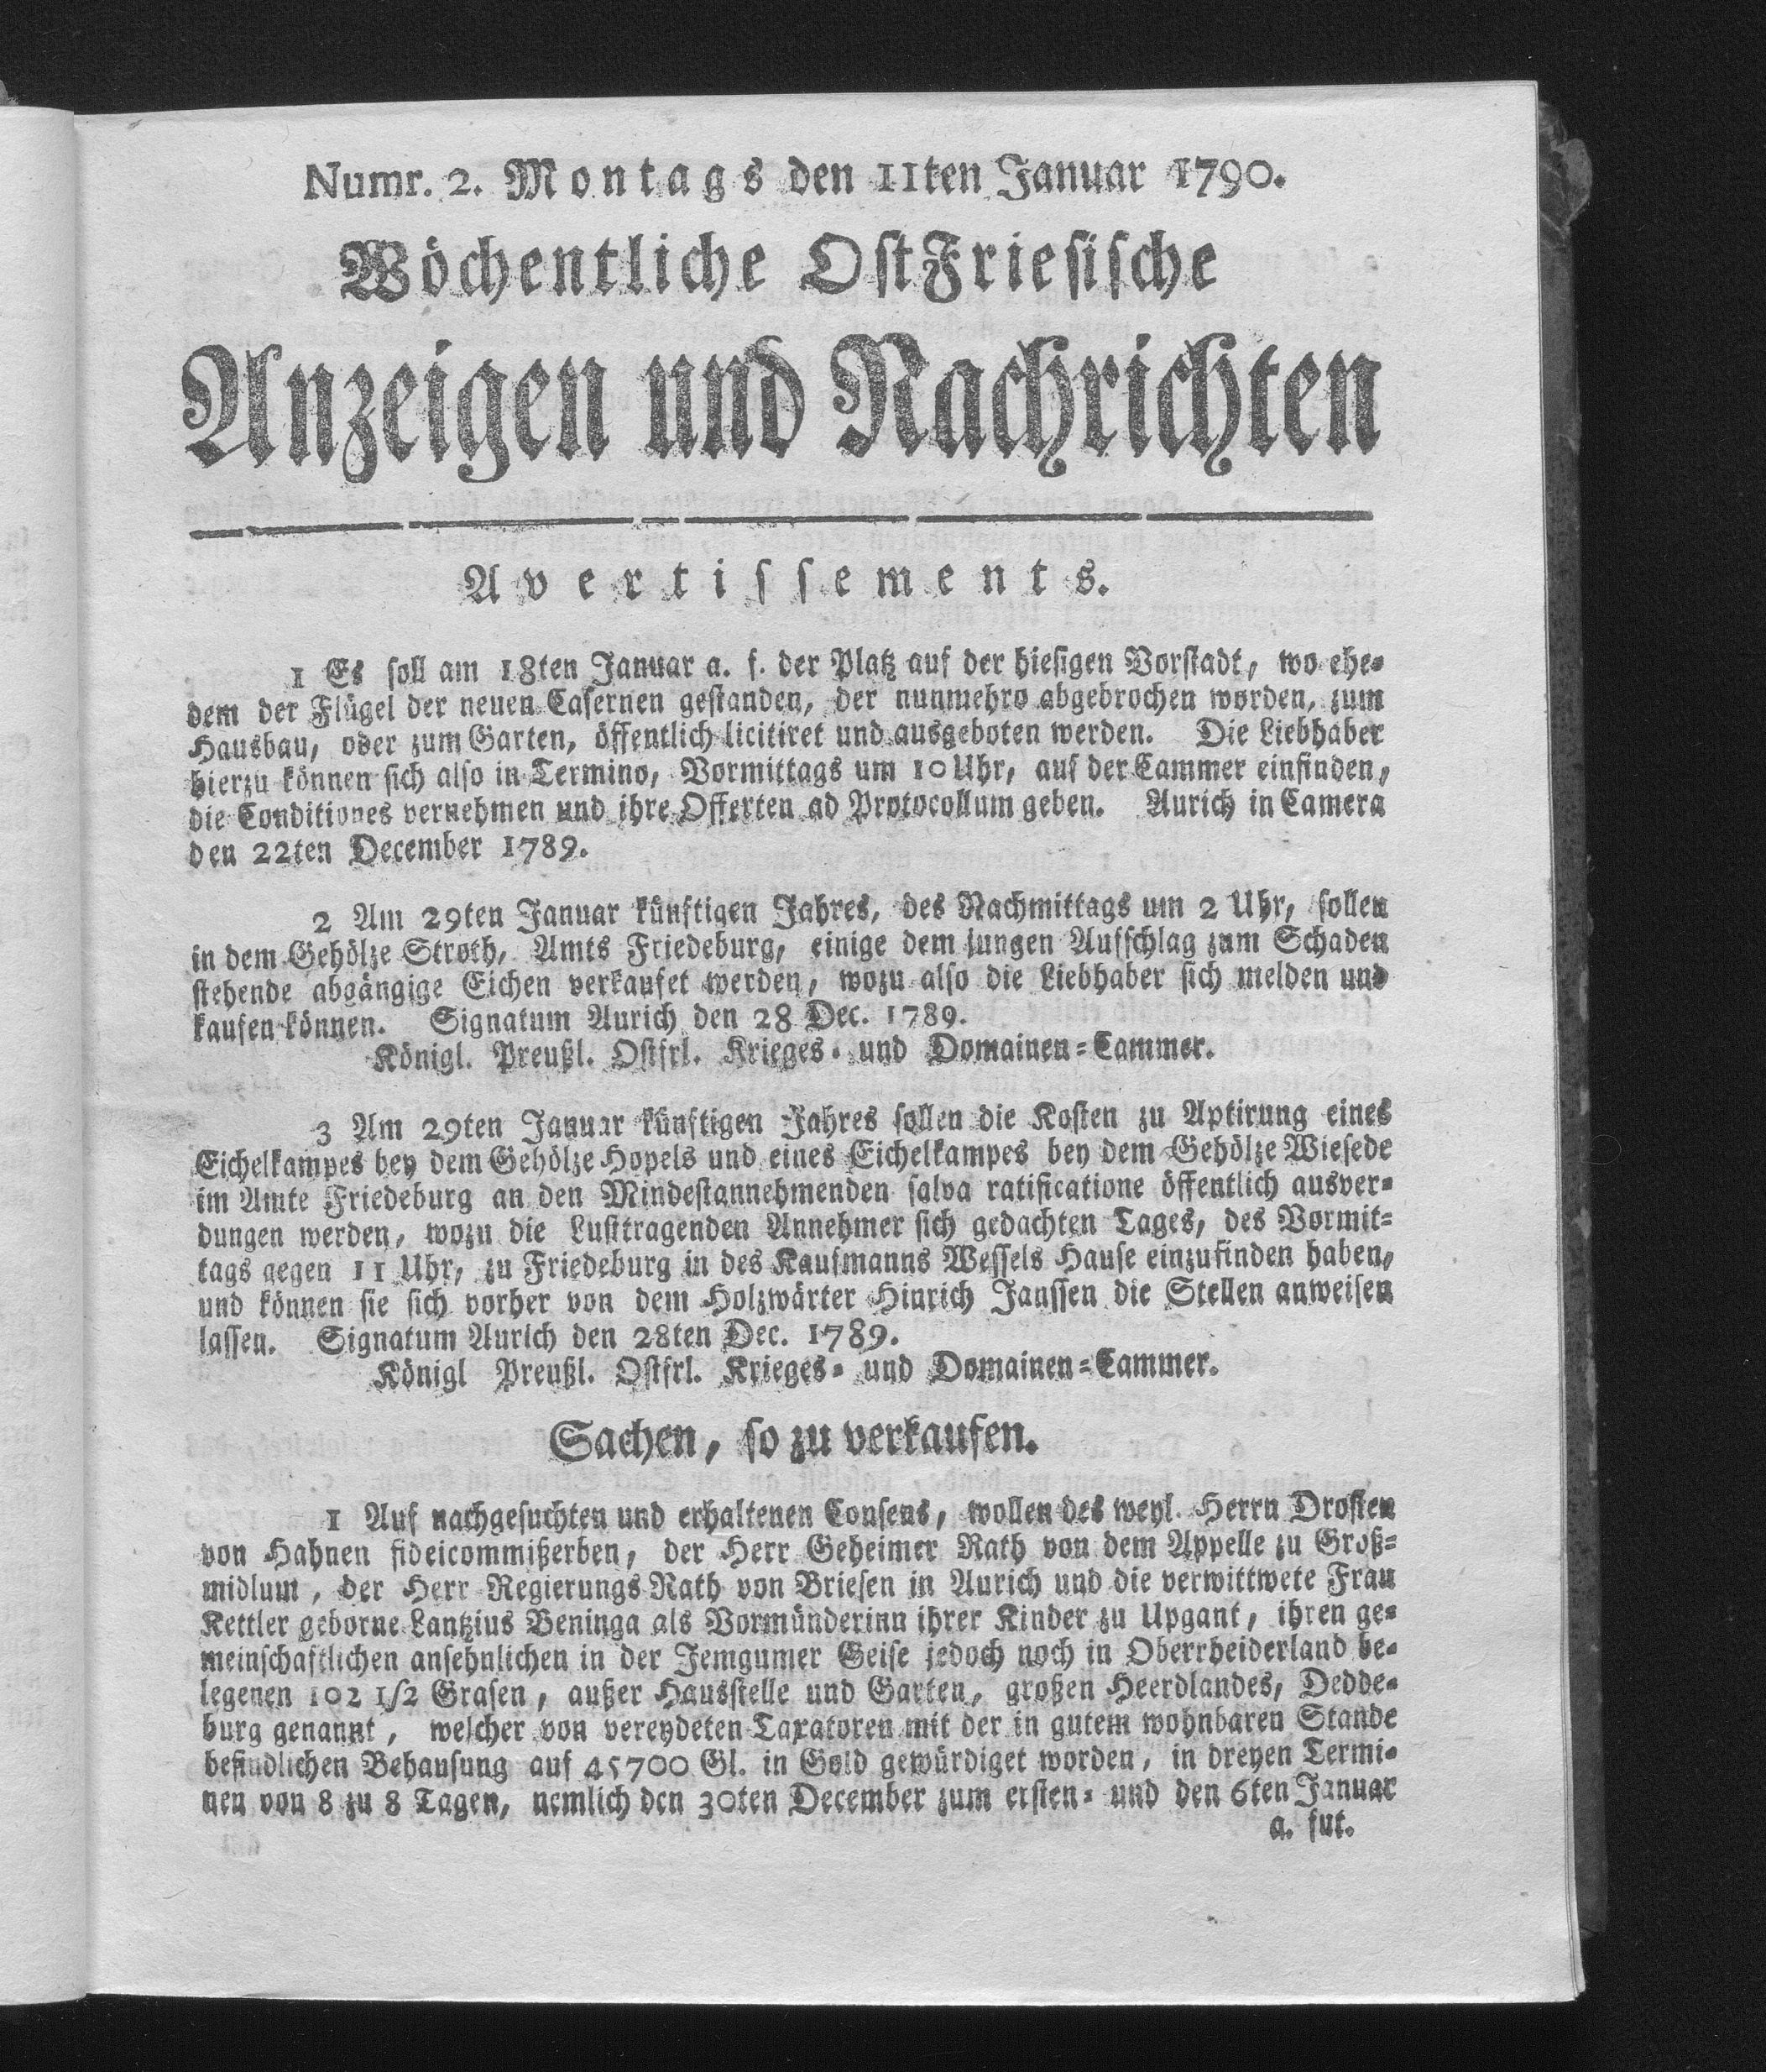 Numr. 2. Montags den 11ten Januar 1790.
Wöchentliche OstFriesische
Anzeigen und Nachrichten
Avertissements.
1 Es soll am 18ten Januar a. f. der Platz auf der hiesigen Vorstadt, wo ehe-
dem der Flügel der neuen Casernen gestanden, der nunmehro abgebrochen worden, zum
Hausbau, oder zum Garten, öffentlich licitiret und ausgeboten werden. Die Liebhaber
hierzu können sich also in Termino, Vormittags um 10 Uhr, auf der Cammer einfinden,
die Conditiones vernehmen und ihre Offerten ad Protocollum geben. Aurich in Camera
den 22ten December 1789.
2 Am 29ten Januar künftigen Jahres, des Nachmittags um 2 Uhr, sollen
in dem Gehölze Stroth, Amts Friedeburg, einige dem jungen Aufschlag zum Schaden
stehende abgängige Eichen verkaufet werden, wozu also die Liebhaber sich melden und
kaufen können. Signatum Aurich den 28 Dec. 1789.
Königl. Preußl. Ostfrl. Krieges- und Domainen-Cammer.
3 Am 29ten Januar künftigen Jahres sollen die Kosten zu Aptirung eines
Eichelkampes bey dem Gehölze Hopels und eines Eichelkampes bey dem Gehölze Wiesede
im Amte Friedeburg an den Mindestannehmenden salva ratificatione öffentlich ausver-
dungen werden, wozu die Lusttragenden Annehmer sich gedachten Tages, des Vormit-
tags gegen 11 Uhr, zu Friedeburg in des Kaufmanns Wessels Hause einzufinden haben,
und können sie sich vorher von dem Holzwärter Hinrich Janssen die Stellen anweisen
lassen. Signatum Aurich den 28ten Dec. 1789.
Königl Preußl. Ostfrl. Krieges- und Domainen-Cammer.
Sachen, so zu verkaufen.
1 Auf nachgesuchten und erhaltenen Consens, wollen des weyl. Herrn Drosten
von Hahnen fideicommißerben, der Herr Geheimer Rath von dem Appelle zu Groß-
midlum, der Herr Regierungs Rath von Briesen in Aurich und die verwittwete Frau
Kettler geborne Lantzius Beninga als Vormünderinn ihrer Kinder zu Upgant, ihren ge-
meinschaftlichen ansehnlichen in der Jemgumer Geise jedoch noch in Oberrheiderland be-
legenen 102 1/2 Grasen, außer Hausstelle und Garten, großen Heerdlandes, Dedde-
burg genannt, welcher von vereydeten Taxatoren mit der in gutem wohnbaren Stande
befindlichen Behausung auf 45700 Gl. in Gold gewürdiget worden, in dreyen Termi-
nen von 8 zu 8 Tagen, nemlich den 30ten December zum ersten- und den 6ten Januar
a. fut.